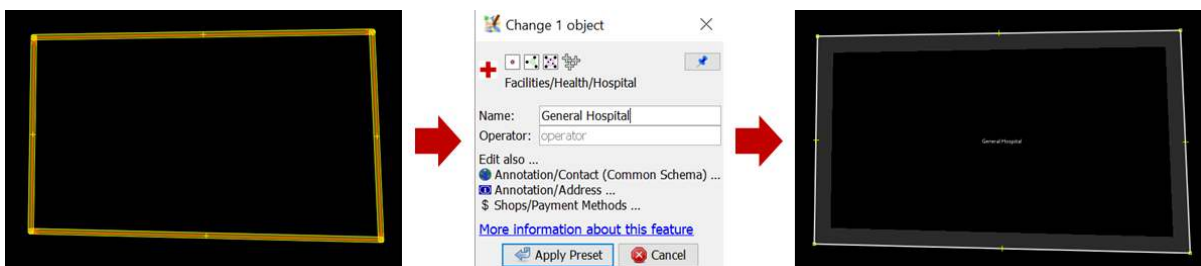 Change 1 object
Facilities/Health/Hospital
Name: General Hospital
Operator: operator
Edit also ...
Annotation/Contact (Common Schema) ...
Annotation/Address ...
$ Shops/Payment Methods ...
More information about this feature
Apply Preset Cancel
General Hospital